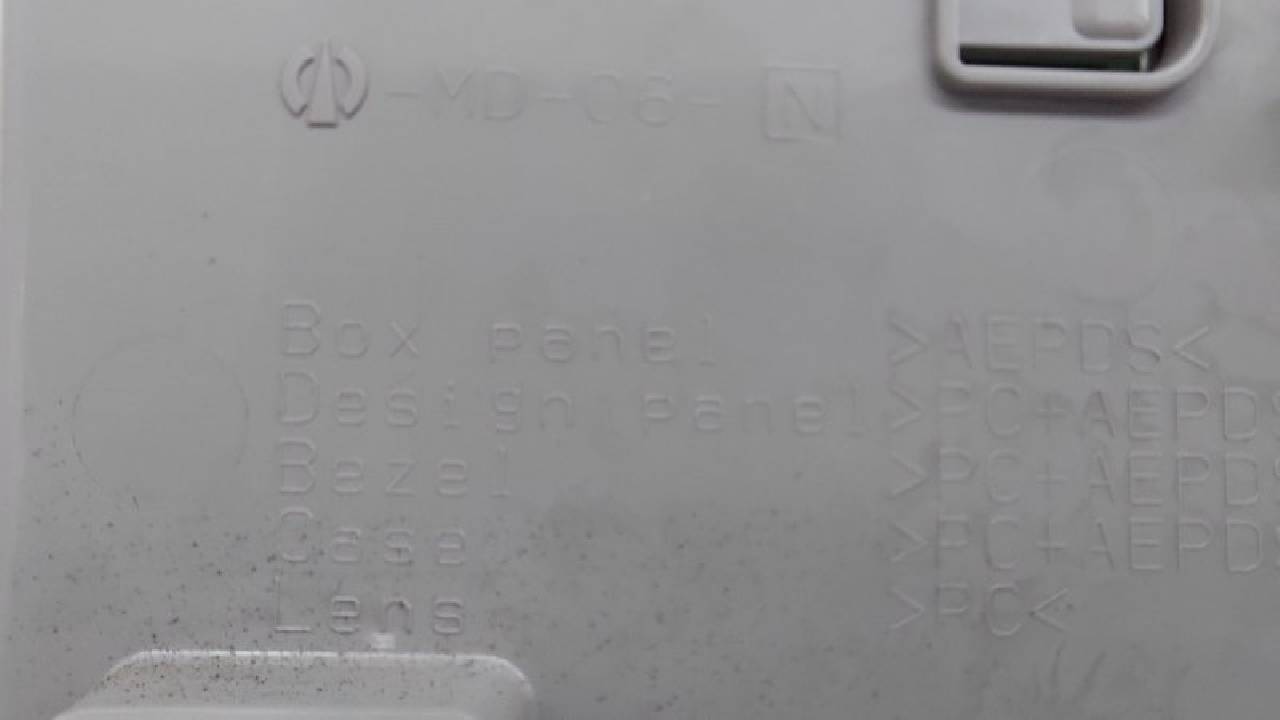 -MD-06- N
Box panel >AEPDS<
Design panel >PC+AEPDS
Bezel >PC+AEPDS
Case >PC+AEPDS
Lens >PC<